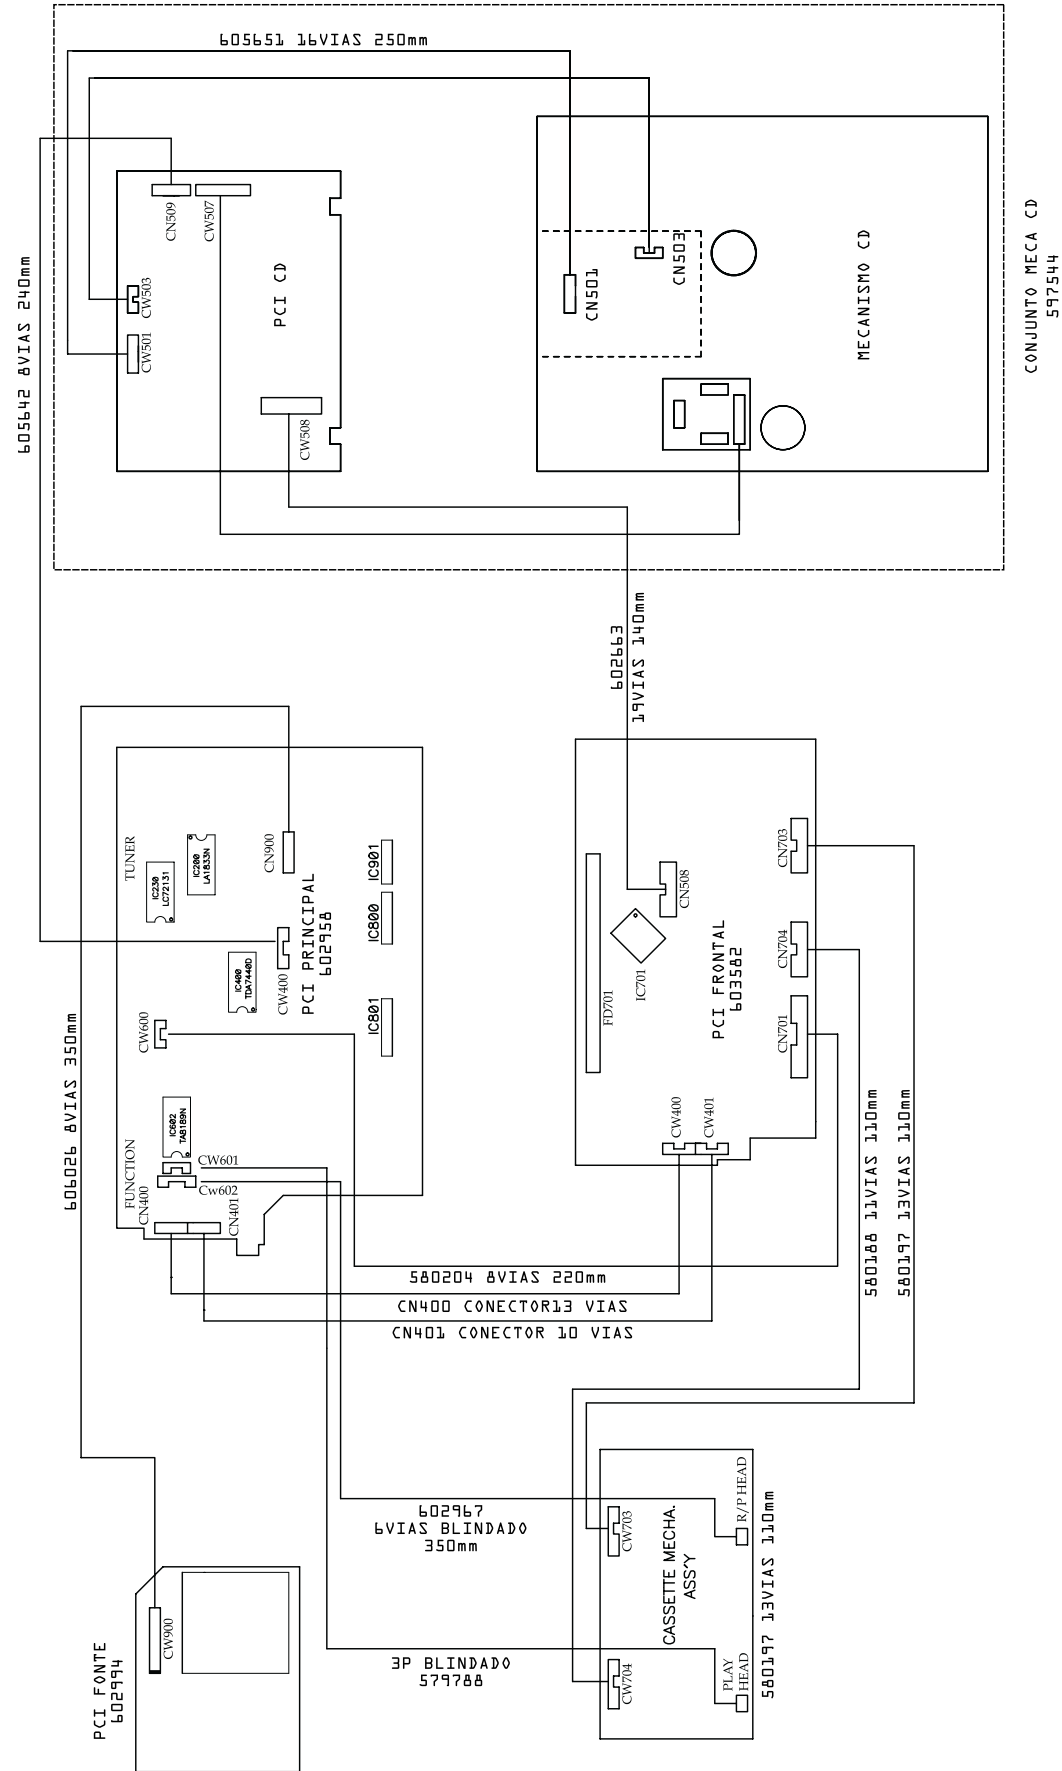 605651 16VIAS 250mm
605642 8VIAS 240mm
CN509
CW507
CW503
CW501
PCI CD
CW508
CN501
CN503
MECANISMO CD
CONJUNTO MECA CD
597544
602663
19VIAS 140mm
606026 8VIAS 350mm
TUNER
IC230
LC72131
IC200
LA1833N
CN900
IC901
IC800
IC801
PCI PRINCIPAL
602958
IC400
TDA7440D
CW400
CW600
IC602
TA8189N
FUNCTION
CW601
Cw602
CN400
CN401
FD701
IC701
CN508
PCI FRONTAL
603582
CN703
CN704
CN701
CW400
CW401
580188 11VIAS 110mm
580197 13VIAS 110mm
580204 8VIAS 220mm
CN400 CONECTOR13 VIAS
CN401 CONECTOR 10 VIAS
602967
6VIAS BLINDADO
350mm
3P BLINDADO
579788
CW703
CW704
CASSETTE MECHA.
ASS'Y
R/P HEAD
PLAY
HEAD
580197 13VIAS 110mm
PCI FONTE
602994
CW900